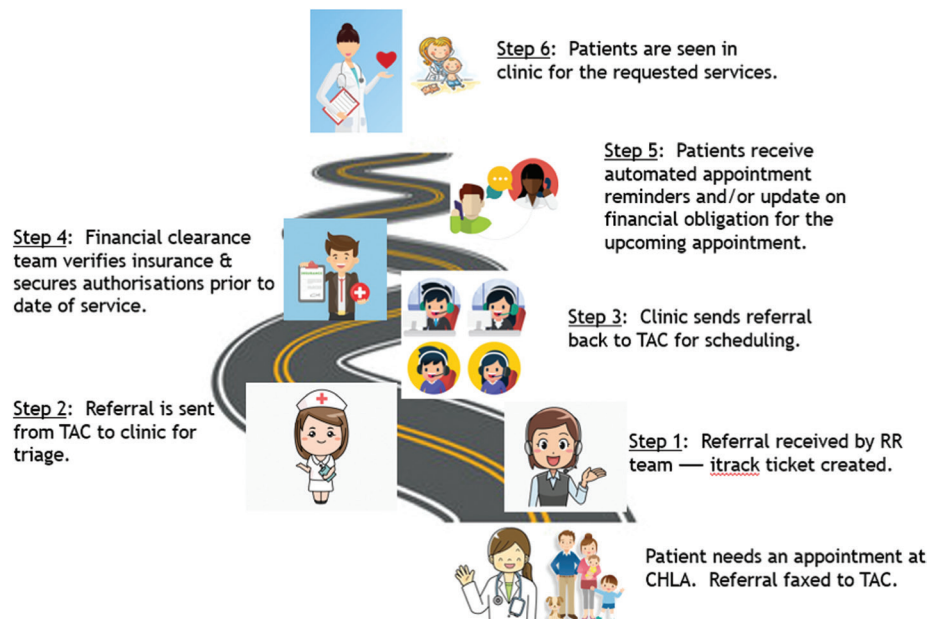 Step 6: Patients are seen in
clinic for the requested services.
Step 5: Patients receive
automated appointment
reminders and/or update on
financial obligation for the
upcoming appointment.
Step 4: Financial clearance
team verifies insurance &
secures authorisations prior to
date of service.
Step 3: Clinic sends referral
back to TAC for scheduling.
Step 2: Referral is sent
from TAC to clinic for
triage.
Step 1: Referral received by RR
team — itrack ticket created.
Patient needs an appointment at
CHLA. Referral faxed to TAC.